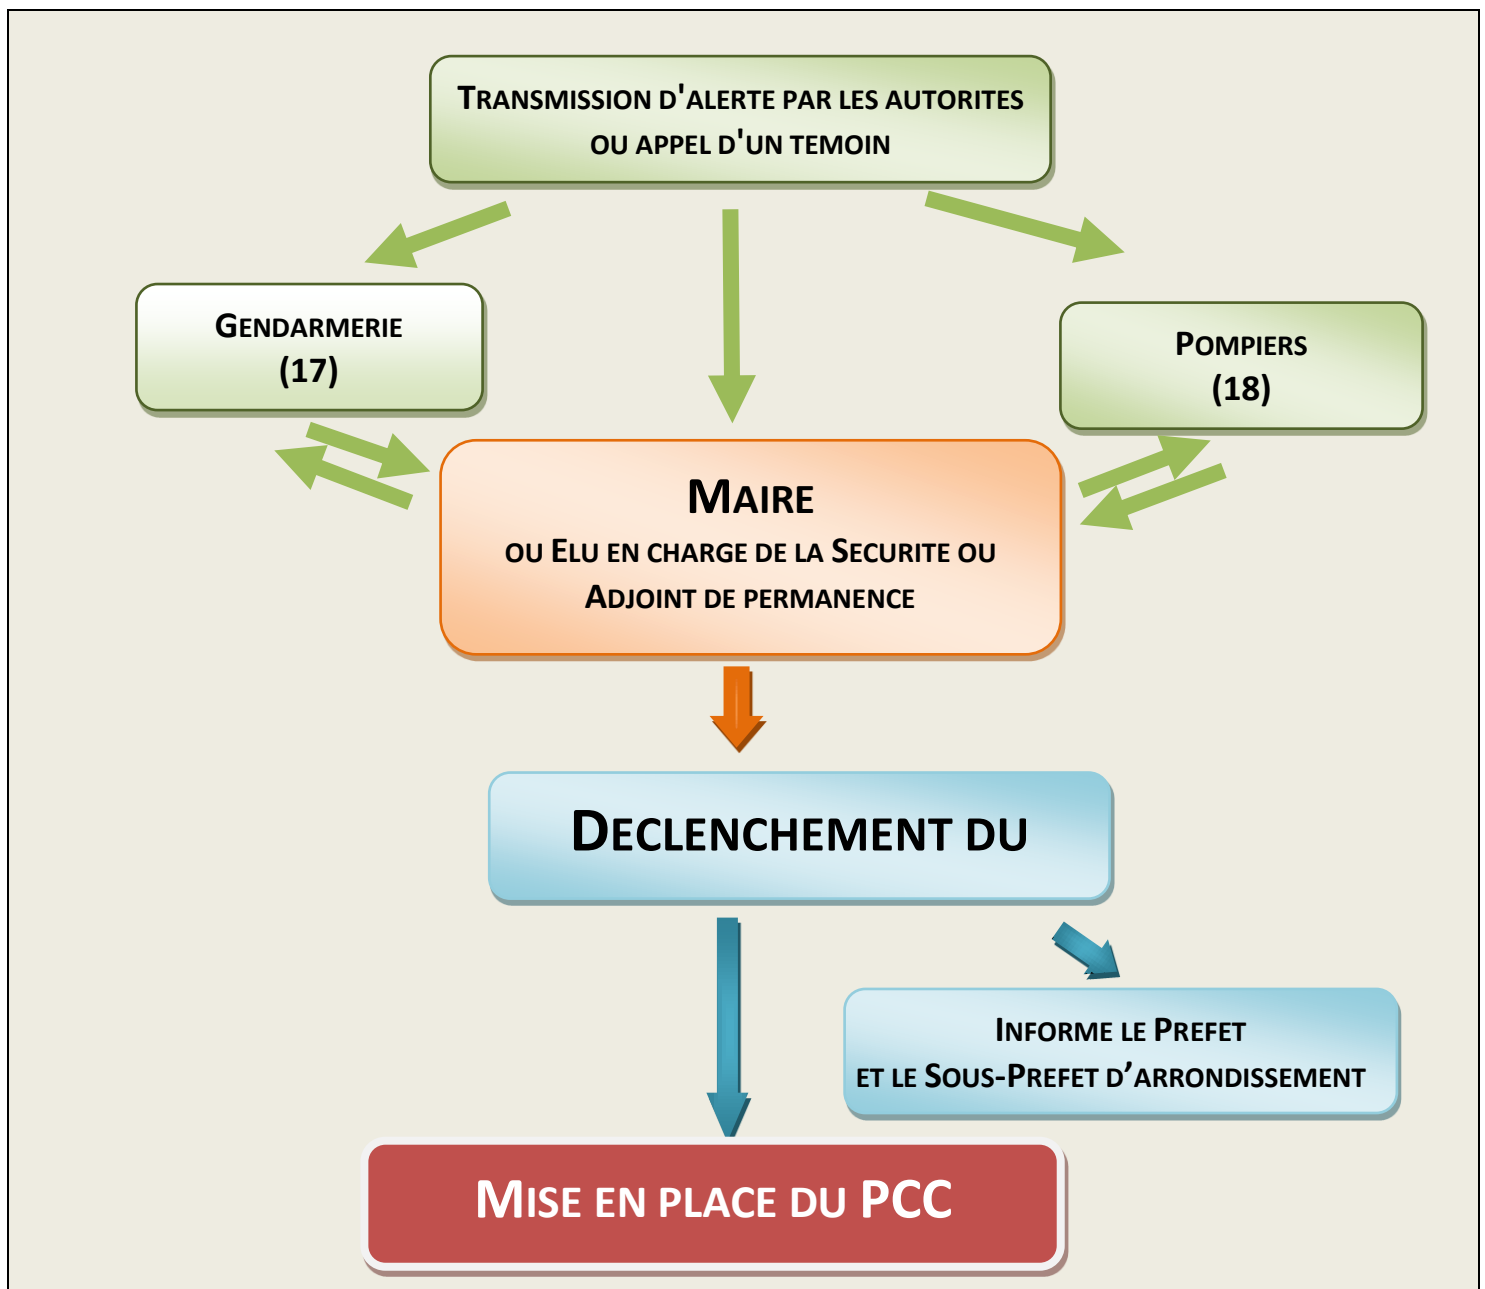 TRANSMISSION D'ALERTE PAR LES AUTORITES
OU APPEL D'UN TEMOIN
GENDARMERIE
(17)
POMPIERS
(18)
MAIRE
OU ELU EN CHARGE DE LA SECURITE OU
ADJOINT DE PERMANENCE
DECLENCHEMENT DU
INFORME LE PREFET
ET LE SOUS-PREFET D’ARRONDISSEMENT
MISE EN PLACE DU PCC